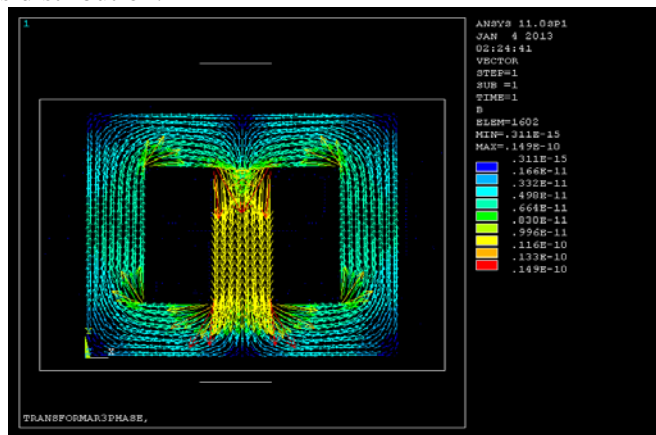 1
ANSYS 11.0SP1
JAN 4 2013
02:24:41
VECTOR
STEP=1
SUB =1
TIME=1
B
ELEM=1602
MIN=.311E-15
MAX=.149E-10
.311E-15
.166E-11
.332E-11
.498E-11
.664E-11
.830E-11
.996E-11
.116E-10
.133E-10
.149E-10
TRANSFORMAR3PHASE,